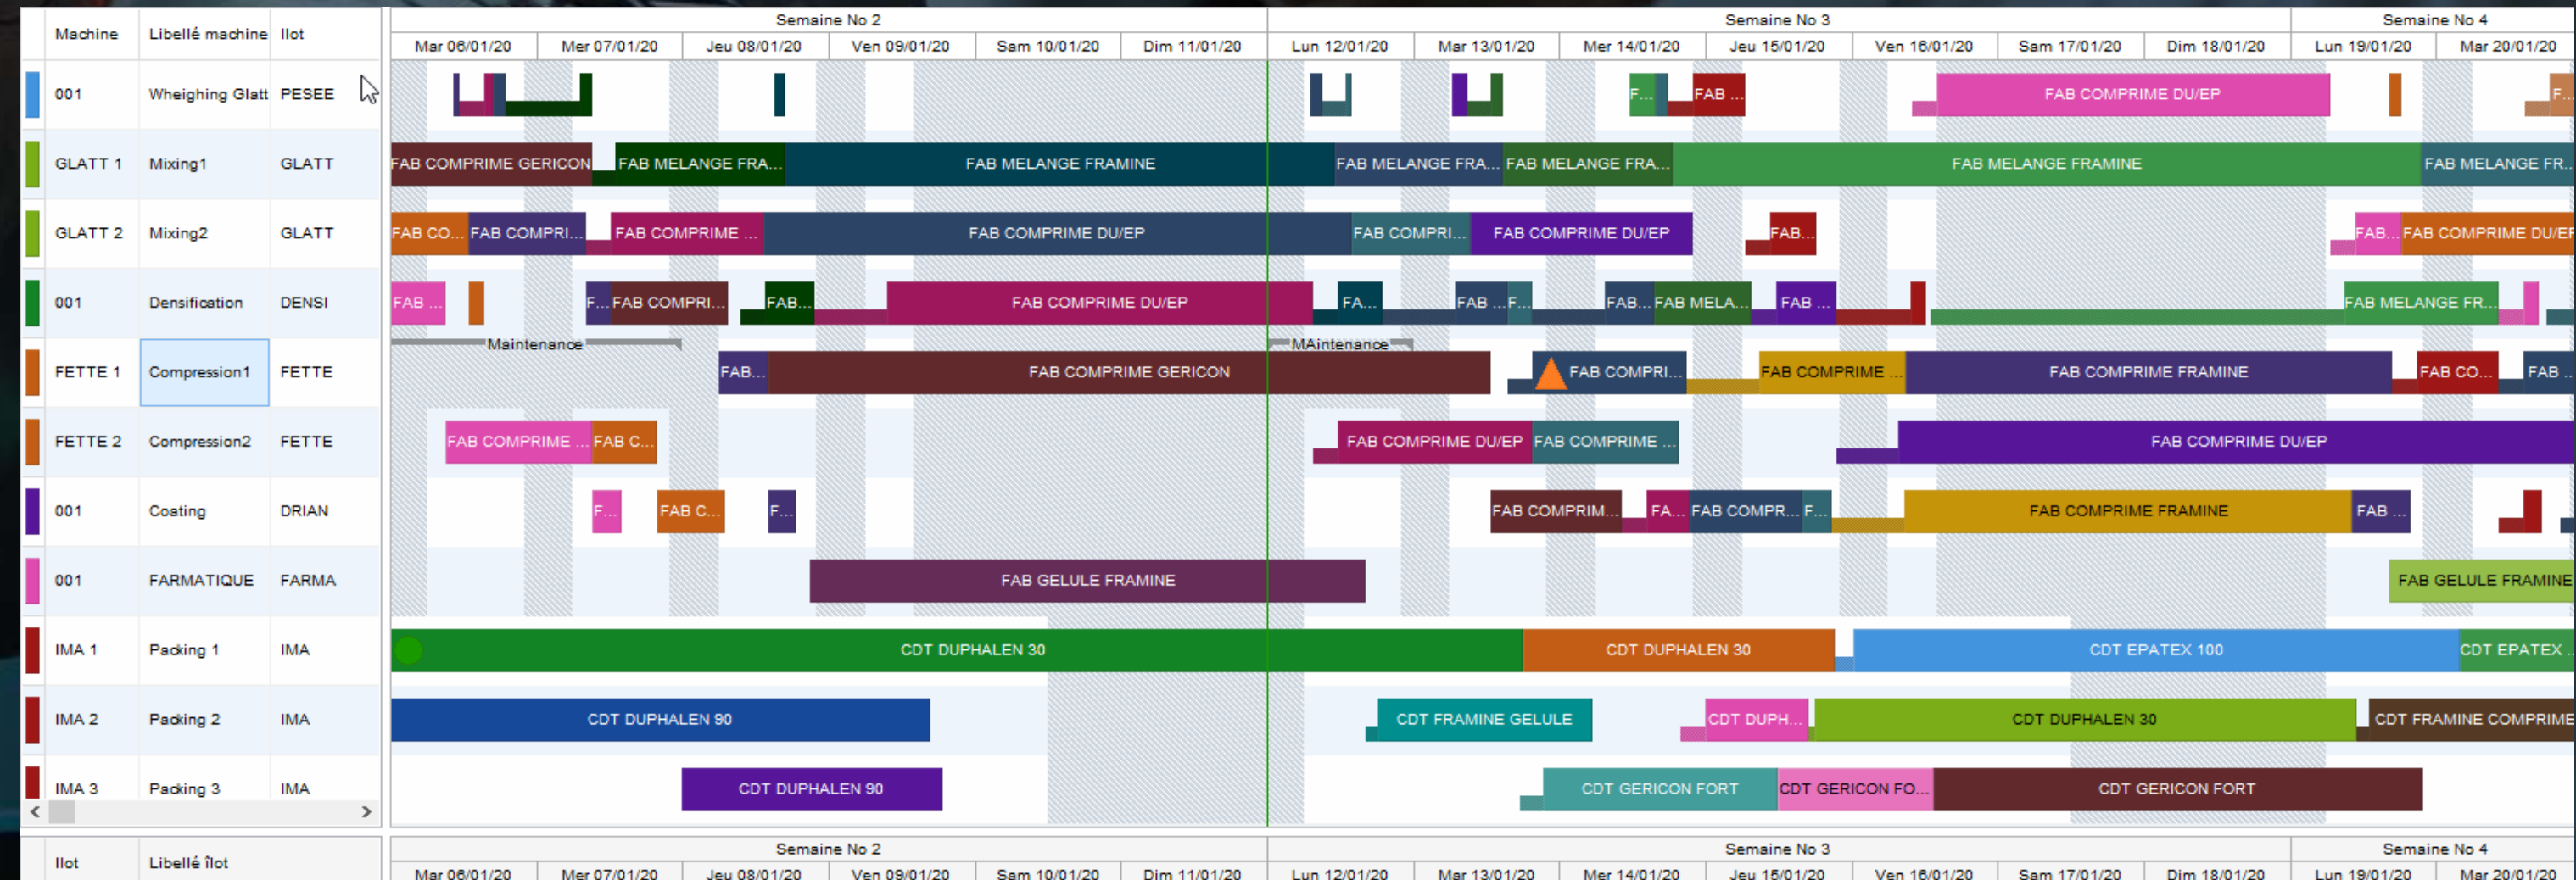 Semaine No 2 Semaine No 3 Semaine No 4
Machine Libellé machine Ilot
Mar 06/01/20 Mer 07/01/20 Jeu 08/01/20 Ven 09/01/20 Sam 10/01/20 Dim 11/01/20 Lun 12/01/20 Mar 13/01/20 Mer 14/01/20 Jeu 15/01/20 Ven 16/01/20 Sam 17/01/20 Dim 18/01/20 Lun 19/01/20 Mar 20/01/20
001 Wheighing Glatt PESEE F... FAB ... FAB COMPRIME DU/EP F...
GLATT 1 Mixing1 GLATT FAB COMPRIME GERICON FAB MELANGE FRA... FAB MELANGE FRAMINE FAB MELANGE FRA... FAB MELANGE FRA... FAB MELANGE FRAMINE FAB MELANGE FR...
GLATT 2 Mixing2 GLATT FAB CO... FAB COMPRI... FAB COMPRIME ... FAB COMPRIME DU/EP FAB COMPRI... FAB COMPRIME DU/EP FAB... FAB... FAB COMPRIME DU/EP
001 Densification DENSI FAB ... F... FAB COMPRI... FAB... FAB COMPRIME DU/EP FA... FAB ... F... FAB... FAB MELA... FAB ... FAB MELANGE FR...
Maintenance MAintenance
FETTE 1 Compression1 FETTE FAB... FAB COMPRIME GERICON FAB COMPRI... FAB COMPRIME ... FAB COMPRIME FRAMINE FAB CO... FAB ...
FETTE 2 Compression2 FETTE FAB COMPRIME ... FAB C... FAB COMPRIME DU/EP FAB COMPRIME ... FAB COMPRIME DU/EP
001 Coating DRIAN F... FAB C... F... FAB COMPRIM... FA... FAB COMPR... F... FAB COMPRIME FRAMINE FAB ...
001 FARMATIQUE FARMA FAB GELULE FRAMINE FAB GELULE FRAMINE
IMA 1 Packing 1 IMA CDT DUPHALEN 30 CDT DUPHALEN 30 CDT EPATEX 100 CDT EPATEX ...
IMA 2 Packing 2 IMA CDT DUPHALEN 90 CDT FRAMINE GELULE CDT DUPH... CDT DUPHALEN 30 CDT FRAMINE COMPRIME
IMA 3 Packing 3 IMA CDT DUPHALEN 90 CDT GERICON FORT CDT GERICON FO... CDT GERICON FORT
Semaine No 2 Semaine No 3 Semaine No 4
Ilot Libellé îlot
Mar 06/01/20 Mer 07/01/20 Jeu 08/01/20 Ven 09/01/20 Sam 10/01/20 Dim 11/01/20 Lun 12/01/20 Mar 13/01/20 Mer 14/01/20 Jeu 15/01/20 Ven 16/01/20 Sam 17/01/20 Dim 18/01/20 Lun 19/01/20 Mar 20/01/20